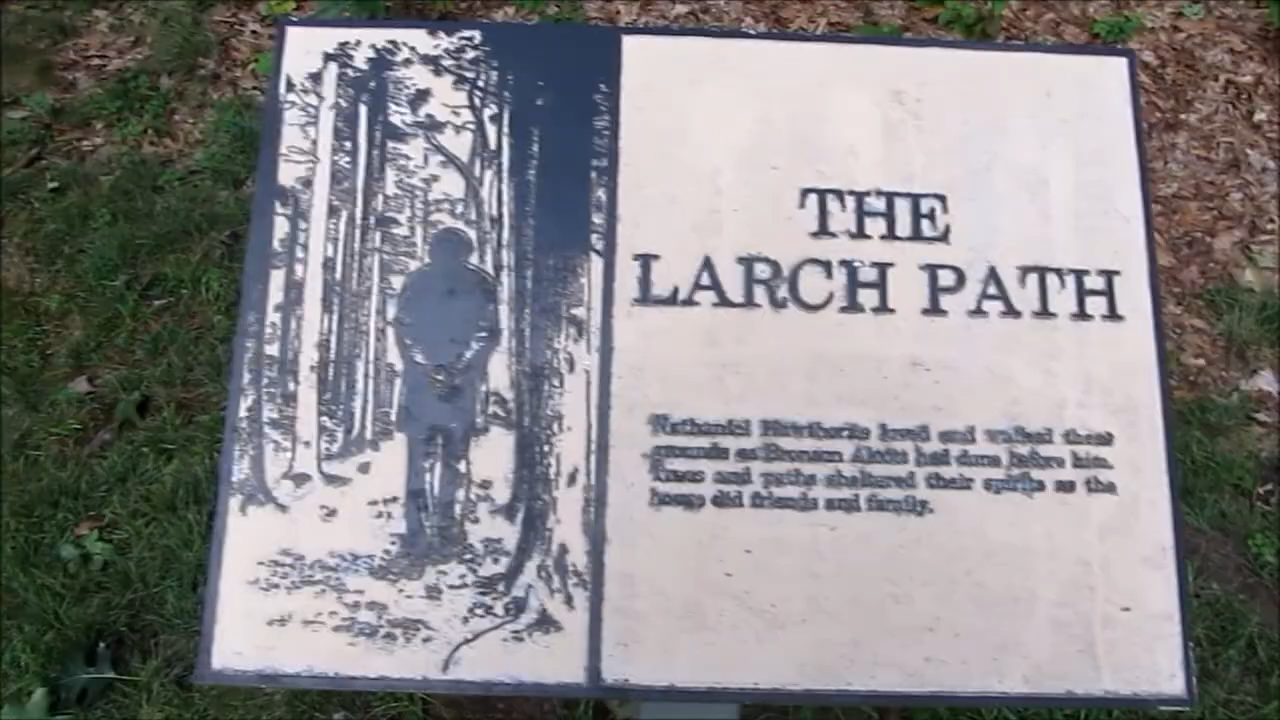 THE
LARCH PATH
Nathaniel Hawthorne loved and walked these
grounds as Bronson Alcott had done before him.
Trees and paths sheltered their spirits as the
house did friends and family.